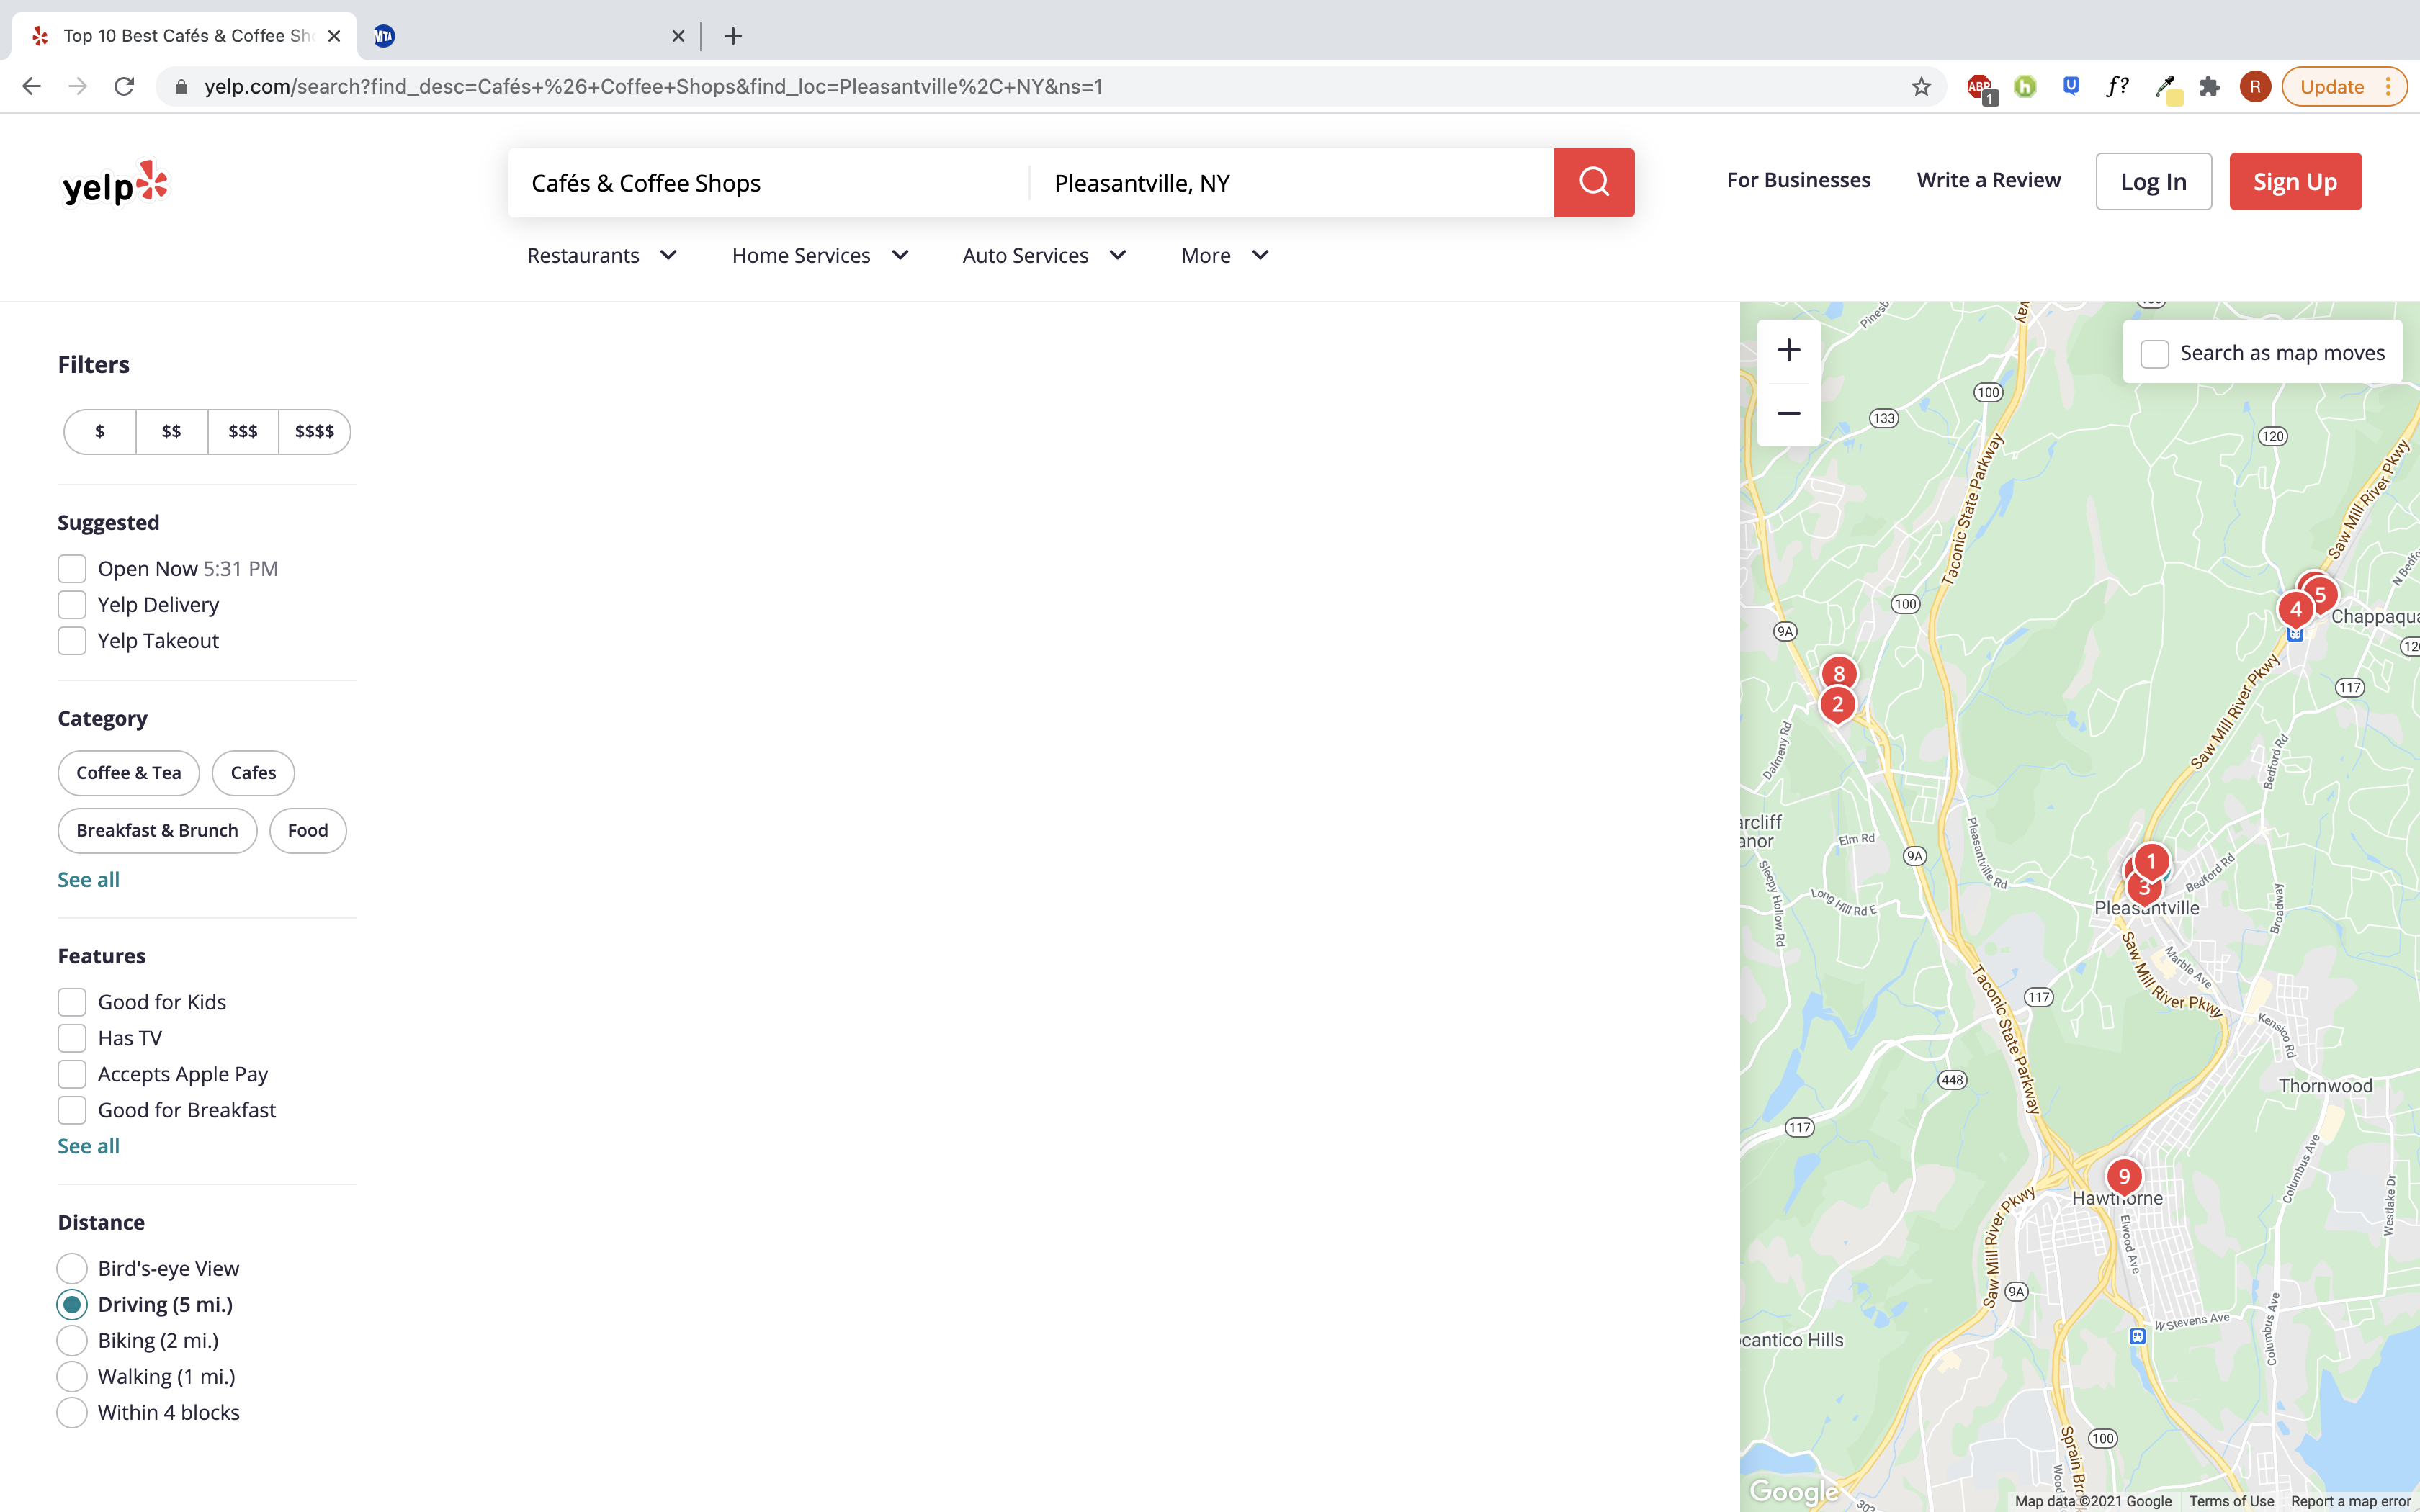 Top 10 Best Cafés & Coffee Sh
MTA
yelp.com/search?find_desc=Cafés+%26+Coffee+Shops&find_loc=Pleasantville%2C+NY&ns=1
ABP
1
h
f?
R
Update
yelp
Cafés & Coffee Shops
Pleasantville, NY
For Businesses
Write a Review
Log In
Sign Up
Restaurants
Home Services
Auto Services
More
Filters
$
$$
$$$
$$$$
Suggested
Open Now 5:31 PM
Yelp Delivery
Yelp Takeout
Category
Coffee & Tea
Cafes
Breakfast & Brunch
Food
See all
Features
Good for Kids
Has TV
Accepts Apple Pay
Good for Breakfast
See all
Distance
Bird's-eye View
Driving (5 mi.)
Biking (2 mi.)
Walking (1 mi.)
Within 4 blocks
Search as map moves
100
133
120
Taconic State Parkway
Saw Mill River Pkwy
100
5
4
Chappaqua
9A
8
2
117
Saw Mill River Pkwy
Dalmeny Rd
Bedford Rd
Elm Rd
9A
Pleasantville Rd
1
3
Bedford Rd
Pleasantville
Long Hill Rd E
Sleepy Hollow Rd
Broadway
Marble Ave
Saw Mill River Pkwy
117
Taconic State Parkway
Kensico Rd
448
Thornwood
117
Columbus Ave
9
Hawthorne
Westlake Dr
Elwood Ave
Saw Mill River Pkwy
9A
W Stevens Ave
Columbus Ave
100
Google
Map data ©2021 Google
Terms of Use
Report a map error